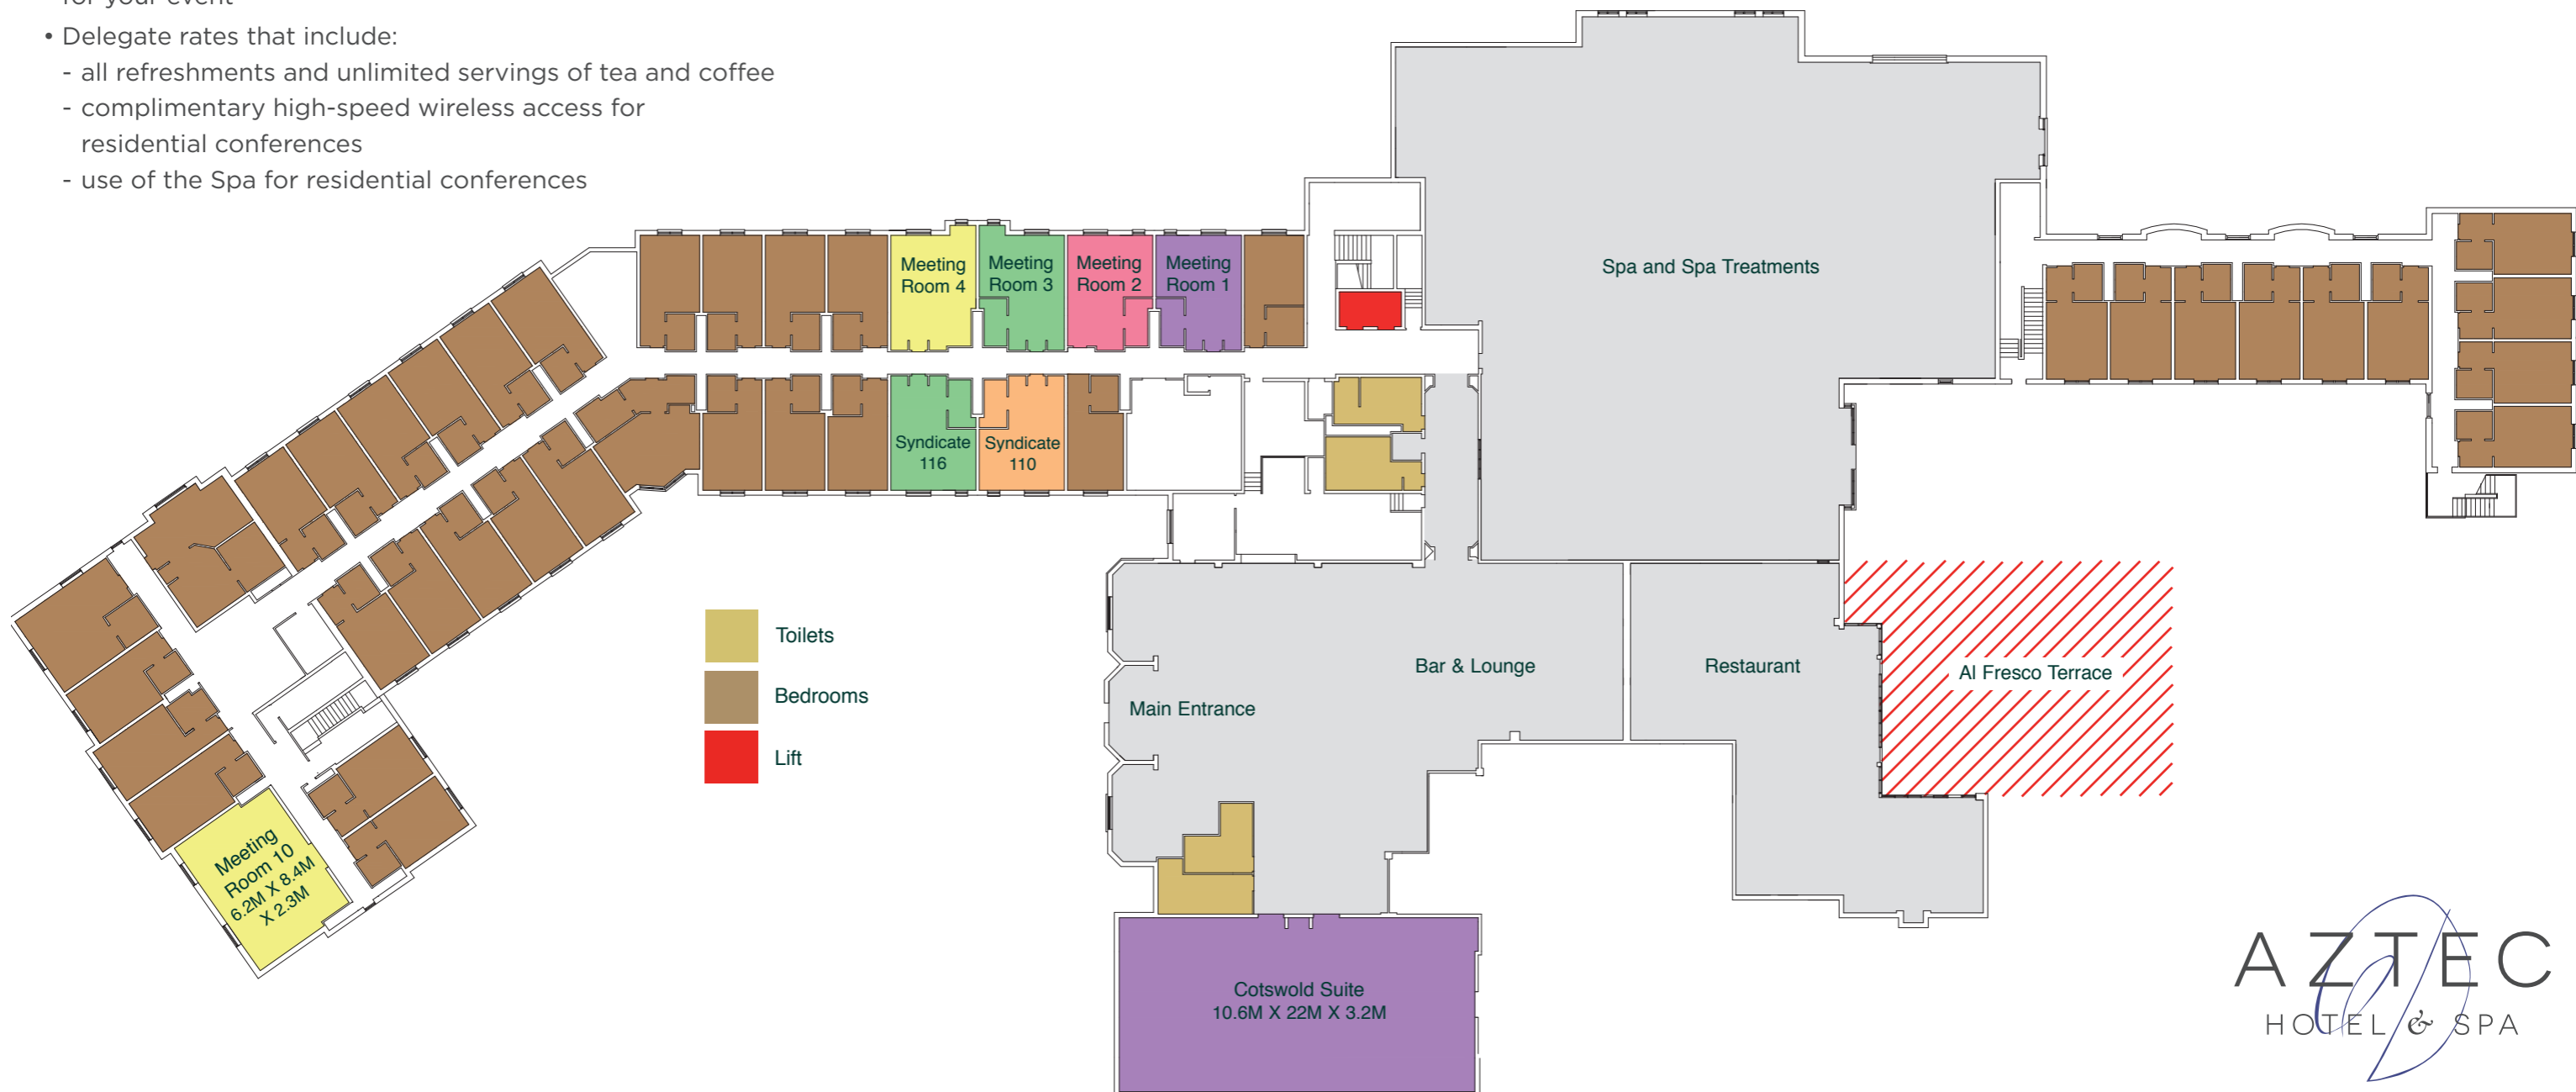 for your event
• Delegate rates that include:
- all refreshments and unlimited servings of tea and coffee
- complimentary high-speed wireless access for
residential conferences
- use of the Spa for residential conferences
Spa and Spa Treatments
Meeting
Room 4
Meeting
Room 3
Meeting
Room 2
Meeting
Room 1
Syndicate
116
Syndicate
110
Toilets
Bedrooms
Lift
Bar & Lounge
Restaurant
Al Fresco Terrace
Main Entrance
Meeting
Room 10
6.2M X 8.4M
X 2.3M
Cotswold Suite
10.6M X 22M X 3.2M
AZTEC
HOTEL & SPA